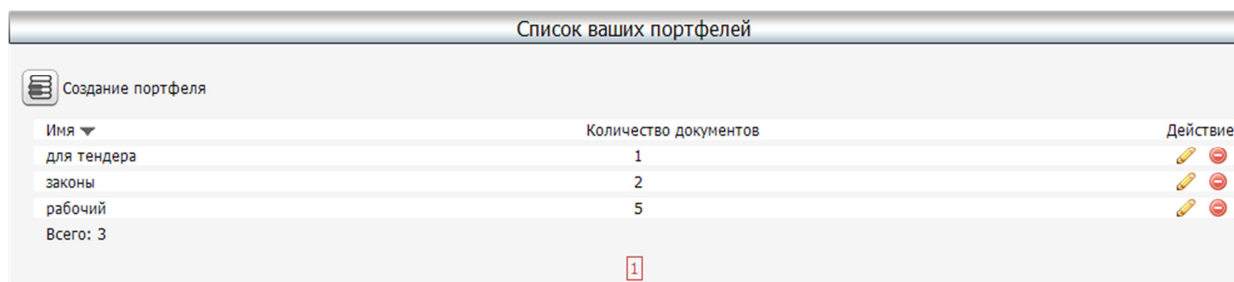 Список ваших портфелей
Создание портфеля
Имя Количество документов Действие
для тендера 1
законы 2
рабочий 5
Всего: 3
1